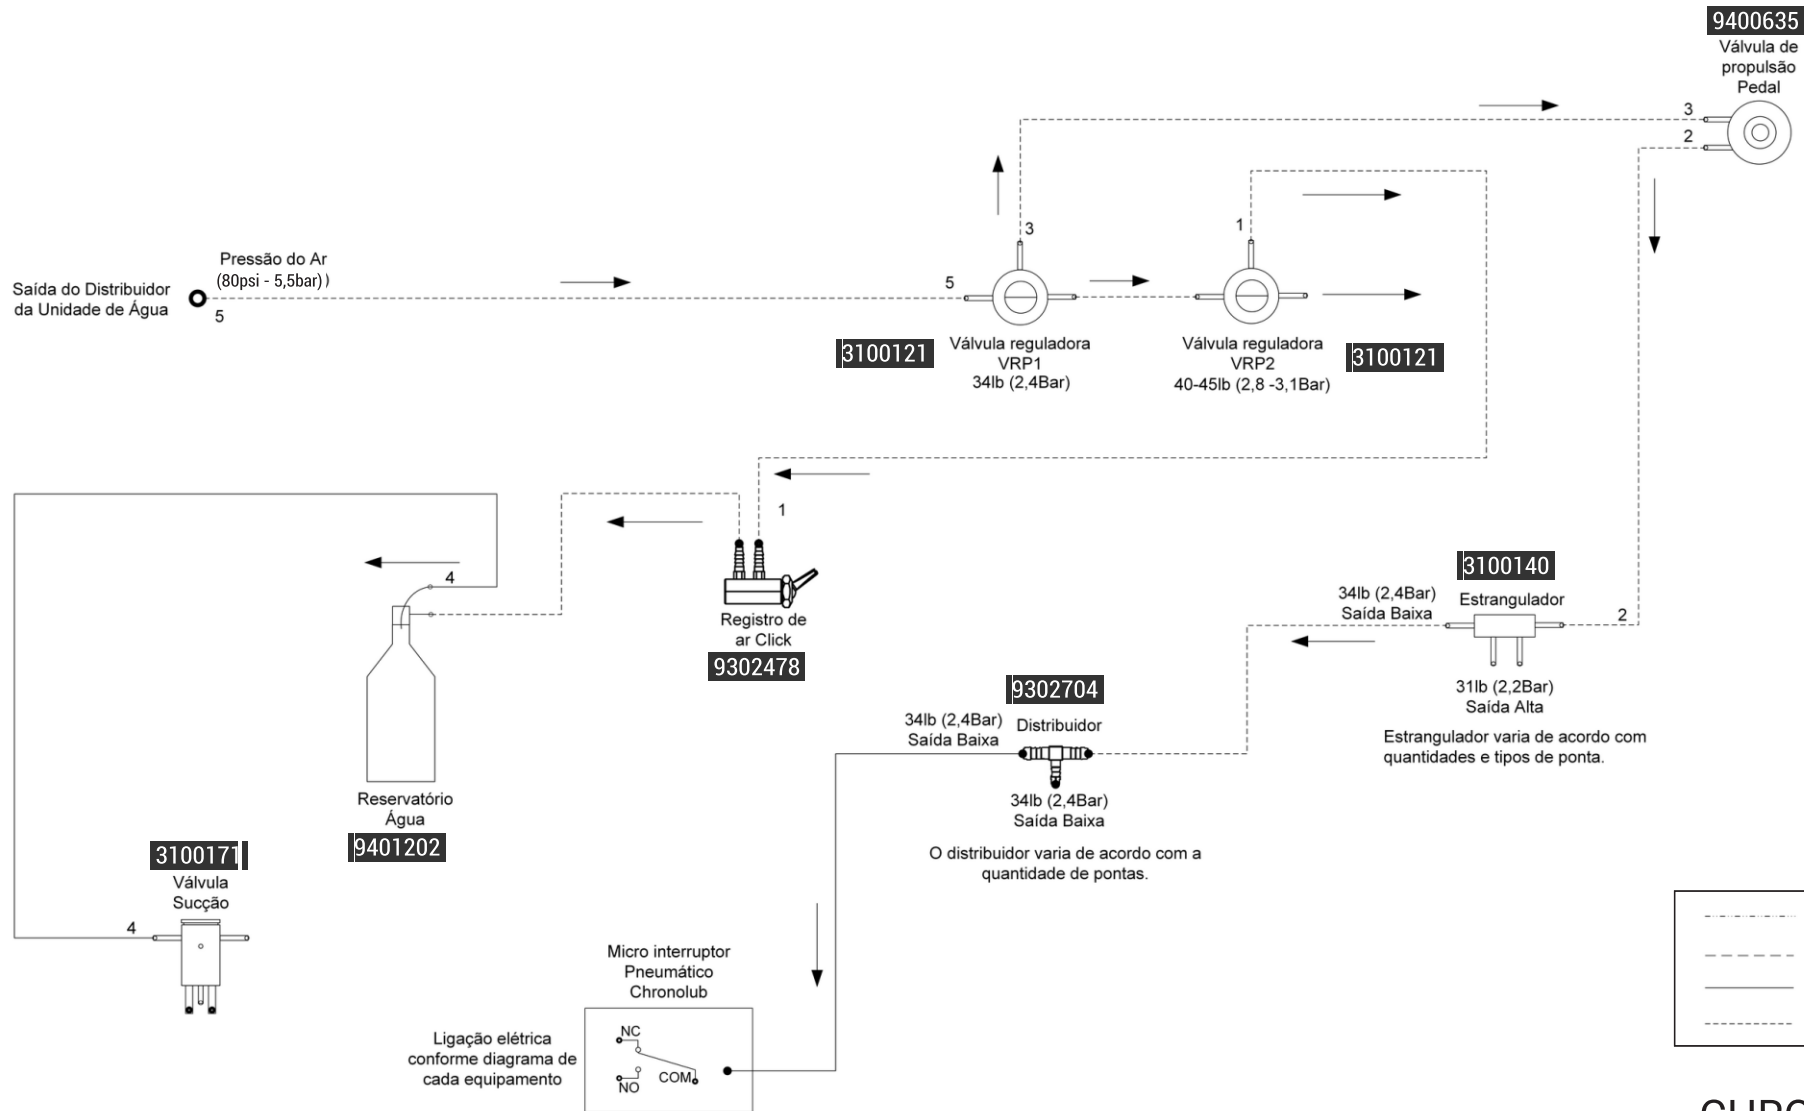 9400635
Válvula de
propulsão
Pedal
3
2
Pressão do Ar
(80psi - 5,5bar))
Saída do Distribuidor
da Unidade de Água
5
5
3
1
3100121
Válvula reguladora
VRP1
34lb (2,4Bar)
Válvula reguladora
VRP2
40-45lb (2,8 -3,1Bar)
3100121
1
4
Registro de
ar Click
9302478
3100140
Estrangulador
34lb (2,4Bar)
Saída Baixa
2
31lb (2,2Bar)
Saída Alta
Estrangulador varia de acordo com
quantidades e tipos de ponta.
9302704
Distribuidor
34lb (2,4Bar)
Saída Baixa
34lb (2,4Bar)
Saída Baixa
O distribuidor varia de acordo com a
quantidade de pontas.
Reservatório
Água
9401202
3100171
Válvula
Sucção
4
Micro interruptor
Pneumático
Chronolub
Ligação elétrica
conforme diagrama de
cada equipamento
NC
NO
COM